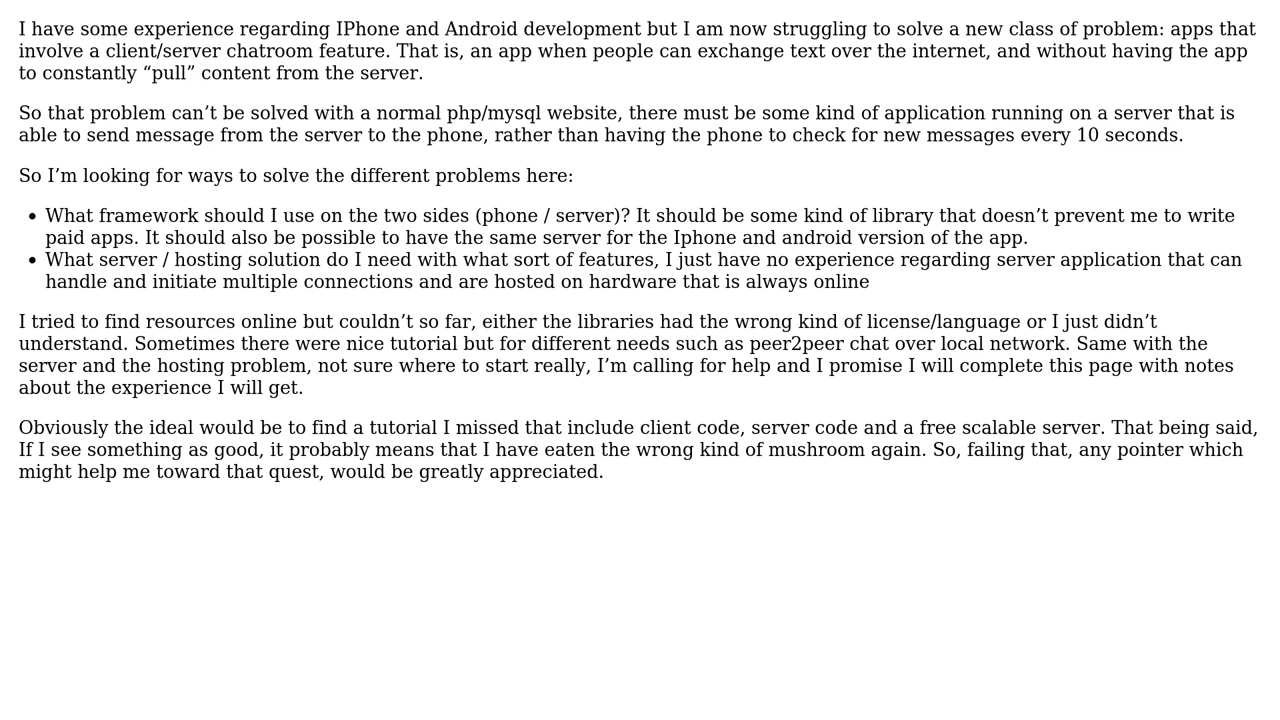 I have some experience regarding IPhone and Android development but I am now struggling to solve a new class of problem: apps that
involve a client/server chatroom feature. That is, an app when people can exchange text over the internet, and without having the app
to constantly “pull” content from the server.
So that problem can’t be solved with a normal php/mysql website, there must be some kind of application running on a server that is
able to send message from the server to the phone, rather than having the phone to check for new messages every 10 seconds.
So I’m looking for ways to solve the different problems here:
• What framework should I use on the two sides (phone / server)? It should be some kind of library that doesn’t prevent me to write
paid apps. It should also be possible to have the same server for the Iphone and android version of the app.
• What server / hosting solution do I need with what sort of features, I just have no experience regarding server application that can
handle and initiate multiple connections and are hosted on hardware that is always online
I tried to find resources online but couldn’t so far, either the libraries had the wrong kind of license/language or I just didn’t
understand. Sometimes there were nice tutorial but for different needs such as peer2peer chat over local network. Same with the
server and the hosting problem, not sure where to start really, I’m calling for help and I promise I will complete this page with notes
about the experience I will get.
Obviously the ideal would be to find a tutorial I missed that include client code, server code and a free scalable server. That being said,
If I see something as good, it probably means that I have eaten the wrong kind of mushroom again. So, failing that, any pointer which
might help me toward that quest, would be greatly appreciated.